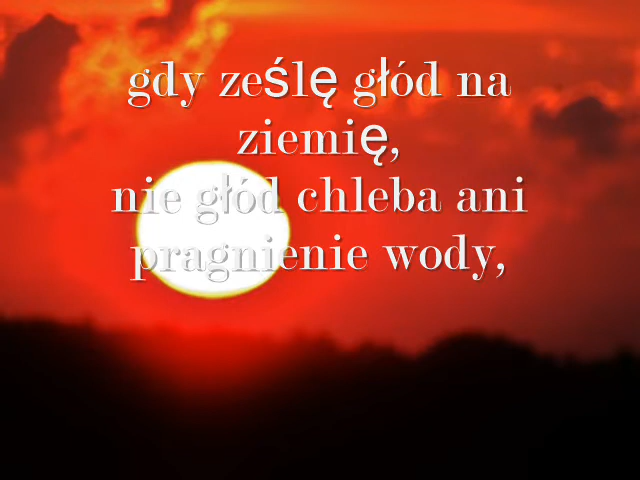 gdy ześlę głód na
ziemię,
nie głód chleba ani
pragnienie wody,